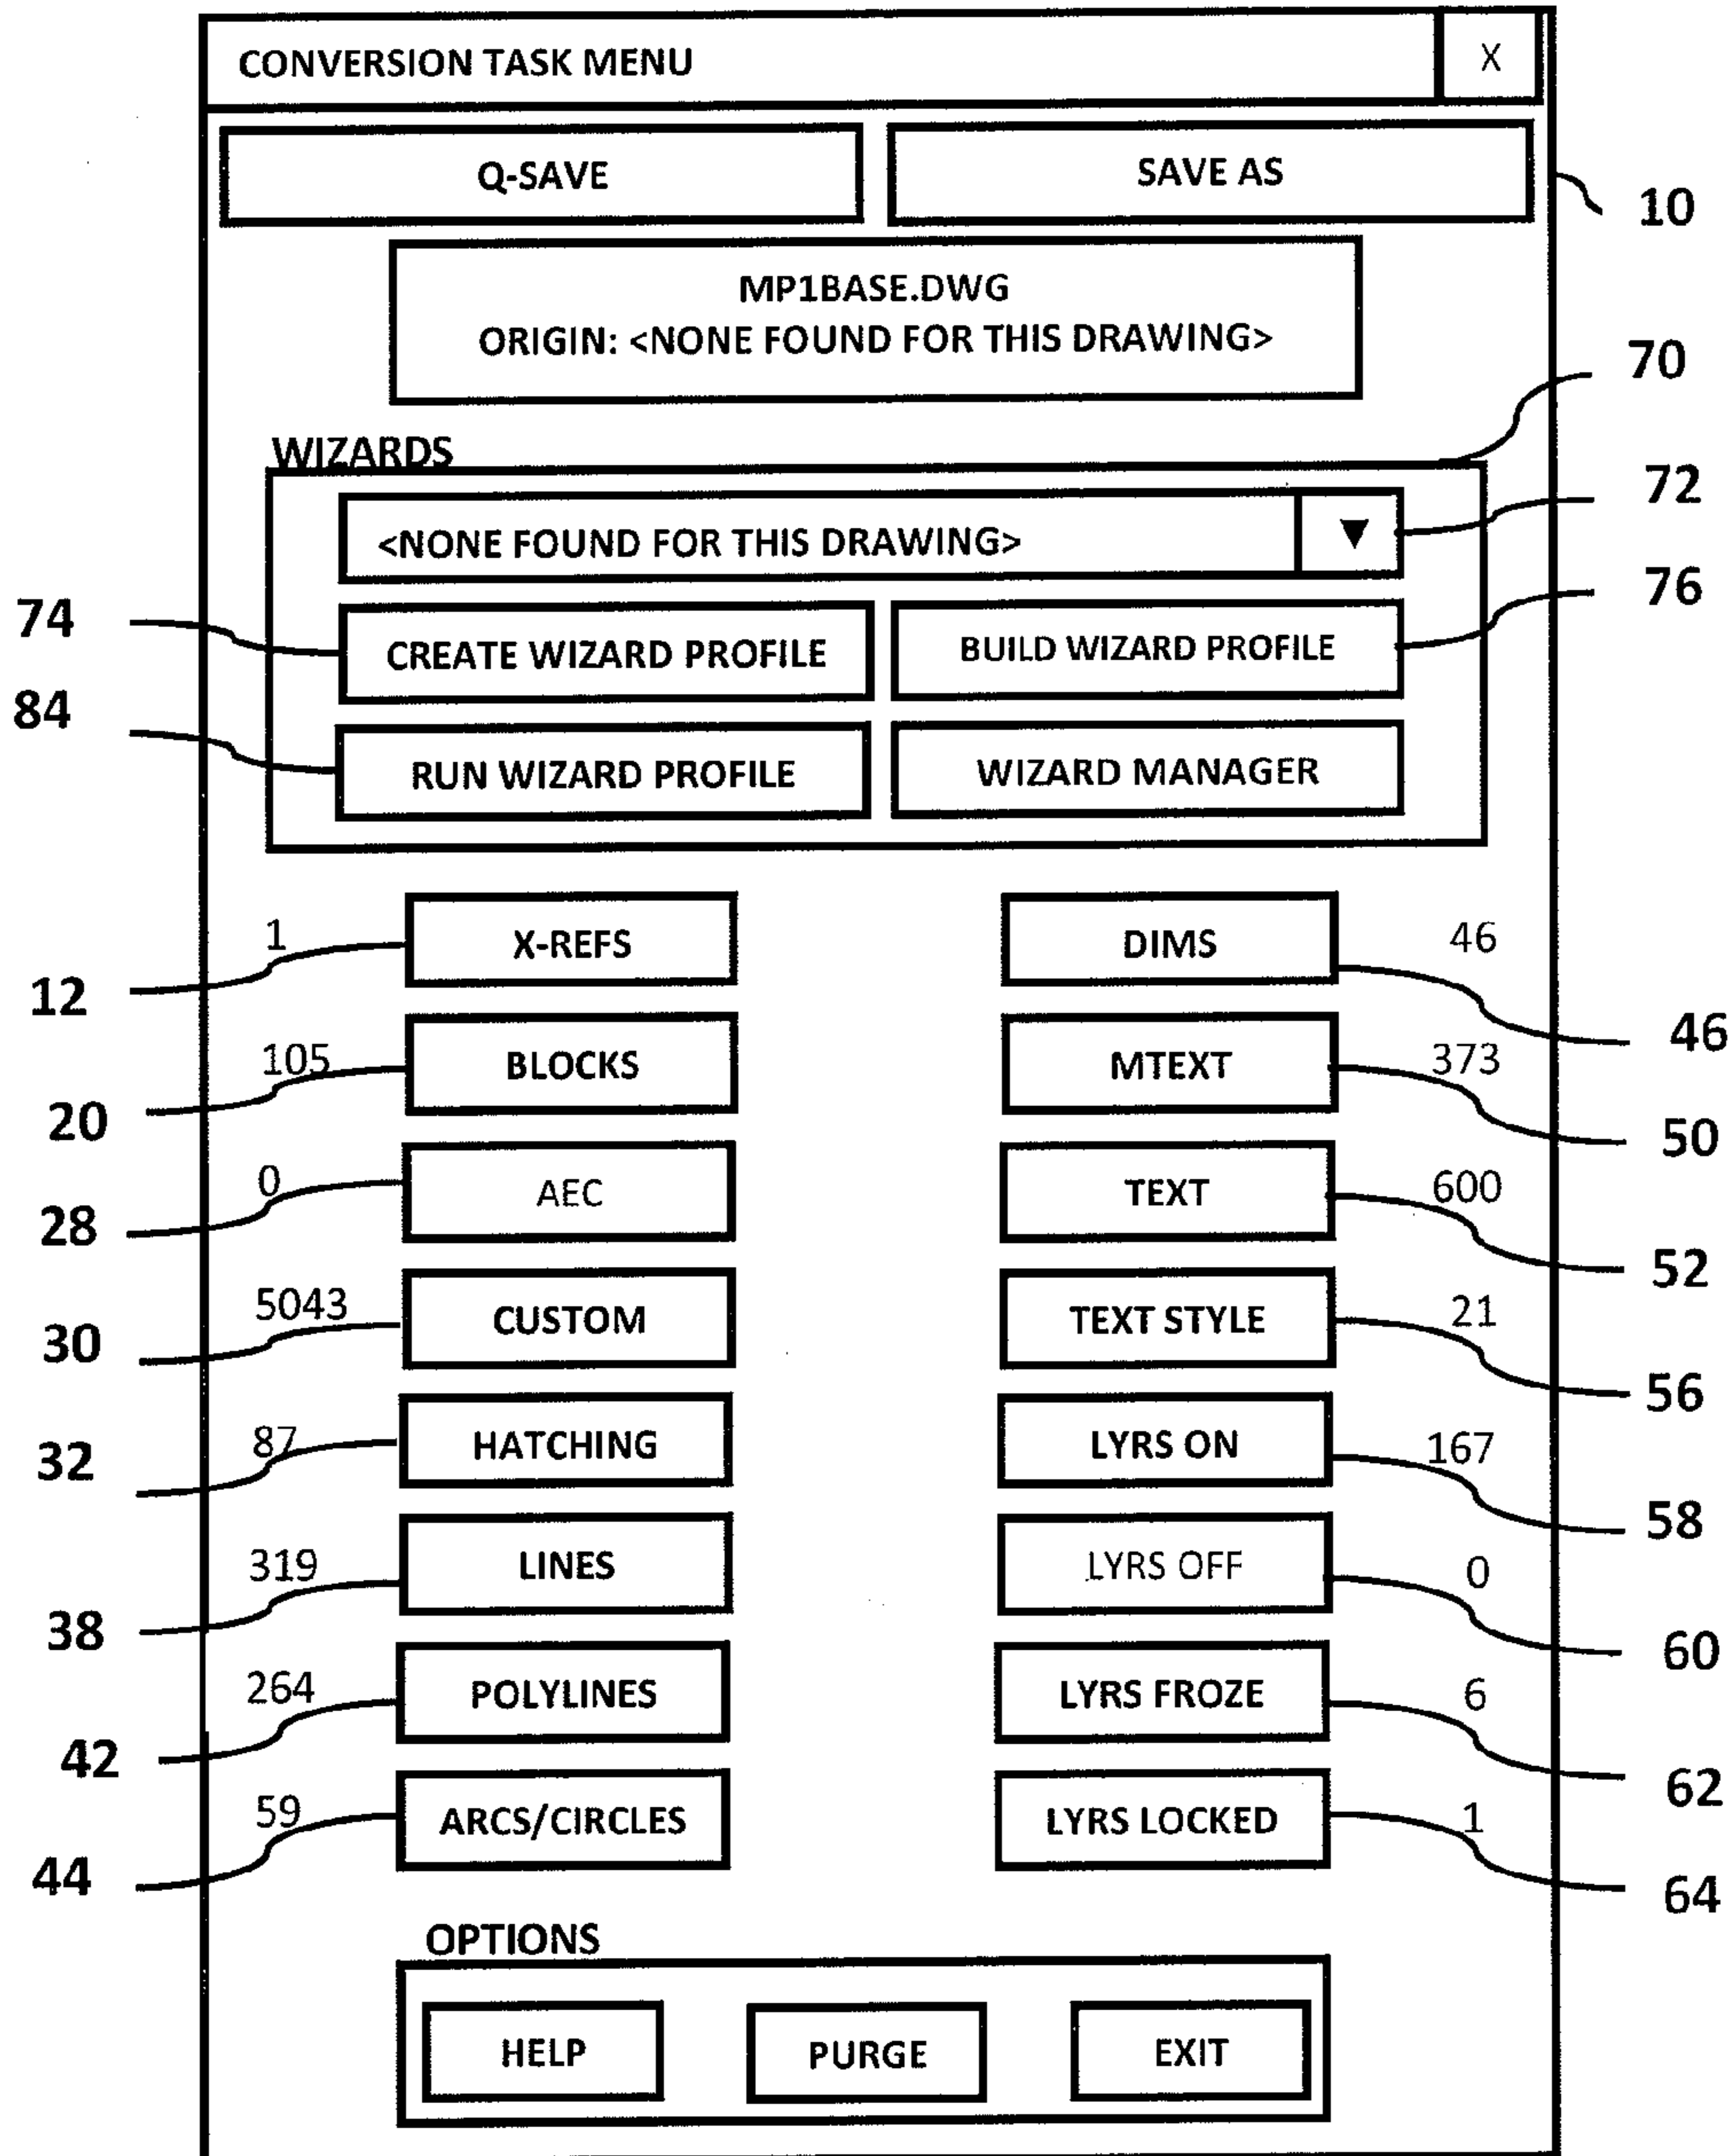 CONVERSION TASK MENU X
Q-SAVE SAVE AS
10
MP1BASE.DWG
ORIGIN: <NONE FOUND FOR THIS DRAWING>
70
WIZARDS
72
<NONE FOUND FOR THIS DRAWING> ▼
76
74
CREATE WIZARD PROFILE BUILD WIZARD PROFILE
84
RUN WIZARD PROFILE WIZARD MANAGER
1 X-REFS DIMS 46
12 46
105 BLOCKS MTEXT 373
20 50
0 AEC TEXT 600
28 52
5043 CUSTOM TEXT STYLE 21
30 56
87 HATCHING LYRS ON 167
32 58
319 LINES LYRS OFF 0
38 60
264 POLYLINES LYRS FROZE 6
42 62
59 ARCS/CIRCLES LYRS LOCKED 1
44 64
OPTIONS
HELP PURGE EXIT